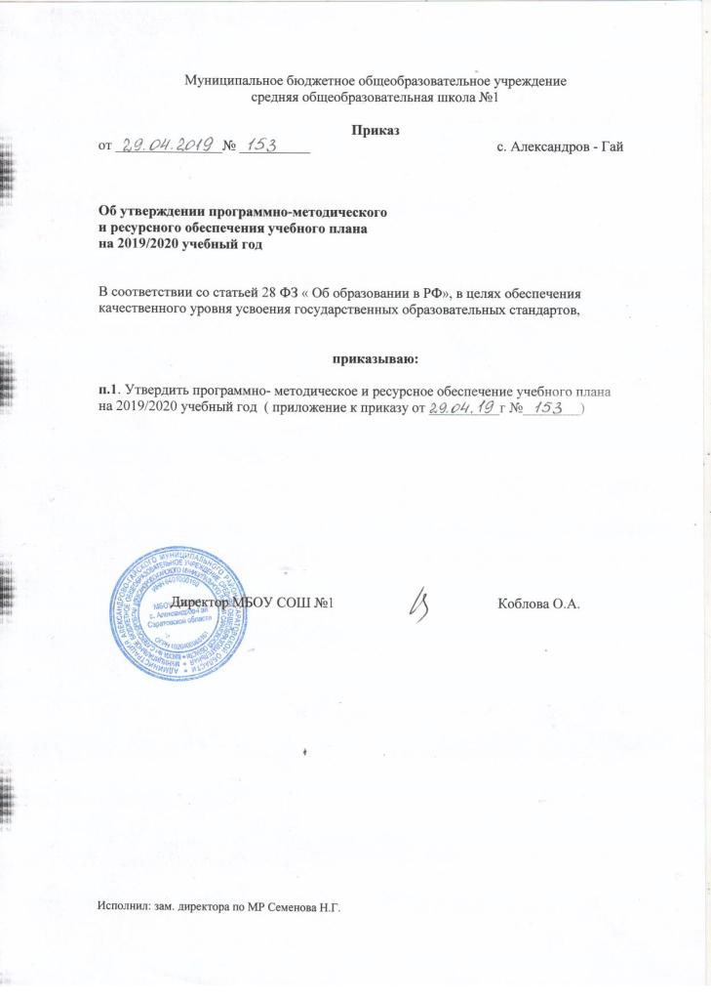 Муниципальное бюджетное общеобразовательное учреждение
средняя общеобразовательная школа №1
Приказ
от 29.04.2019 № 153 с. Александров - Гай
Об утверждении программно-методического
и ресурсного обеспечения учебного плана
на 2019/2020 учебный год
В соответствии со статьей 28 ФЗ « Об образовании в РФ», в целях обеспечения
качественного уровня усвоения государственных образовательных стандартов,
приказываю:
п.1. Утвердить программно- методическое и ресурсное обеспечение учебного плана
на 2019/2020 учебный год ( приложение к приказу от 29.04.19г № 153)
Директор МБОУ СОШ №1 Коблова О.А.
МБОУ
с. Александров-Гай
Саратовской области
Исполнил: зам. директора по МР Семенова Н.Г.